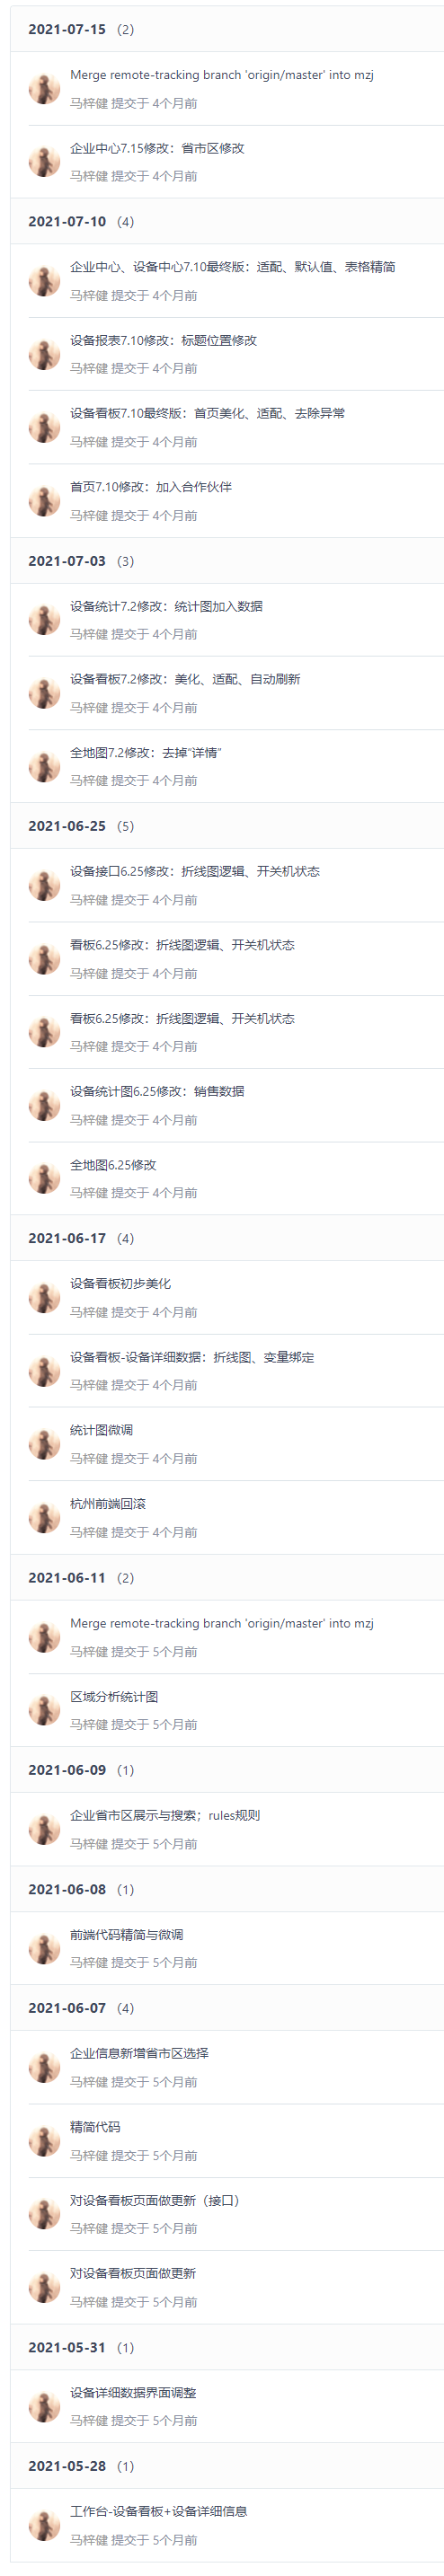 2021-07-15 （2）
Merge remote-tracking branch 'origin/master' into mzj
马梓健 提交于 4个月前
企业中心7.15修改：省市区修改
马梓健 提交于 4个月前
2021-07-10 （4）
企业中心、设备中心7.10最终版：适配、默认值、表格精简
马梓健 提交于 4个月前
设备报表7.10修改：标题位置修改
马梓健 提交于 4个月前
设备看板7.10最终版：首页美化、适配、去除异常
马梓健 提交于 4个月前
首页7.10修改：加入合作伙伴
马梓健 提交于 4个月前
2021-07-03 （3）
设备统计7.2修改：统计图加入数据
马梓健 提交于 4个月前
设备看板7.2修改：美化、适配、自动刷新
马梓健 提交于 4个月前
全地图7.2修改：去掉“详情”
马梓健 提交于 4个月前
2021-06-25 （5）
设备接口6.25修改：折线图逻辑、开关机状态
马梓健 提交于 4个月前
看板6.25修改：折线图逻辑、开关机状态
马梓健 提交于 4个月前
看板6.25修改：折线图逻辑、开关机状态
马梓健 提交于 4个月前
设备统计图6.25修改：销售数据
马梓健 提交于 4个月前
全地图6.25修改
马梓健 提交于 4个月前
2021-06-17 （4）
设备看板初步美化
马梓健 提交于 4个月前
设备看板-设备详细数据：折线图、变量绑定
马梓健 提交于 4个月前
统计图微调
马梓健 提交于 4个月前
杭州前端回滚
马梓健 提交于 4个月前
2021-06-11 （2）
Merge remote-tracking branch 'origin/master' into mzj
马梓健 提交于 5个月前
区域分析统计图
马梓健 提交于 5个月前
2021-06-09 （1）
企业省市区展示与搜索；rules规则
马梓健 提交于 5个月前
2021-06-08 （1）
前端代码精简与微调
马梓健 提交于 5个月前
2021-06-07 （4）
企业信息新增省市区选择
马梓健 提交于 5个月前
精简代码
马梓健 提交于 5个月前
对设备看板页面做更新（接口）
马梓健 提交于 5个月前
对设备看板页面做更新
马梓健 提交于 5个月前
2021-05-31 （1）
设备详细数据界面调整
马梓健 提交于 5个月前
2021-05-28 （1）
工作台-设备看板+设备详细信息
马梓健 提交于 5个月前